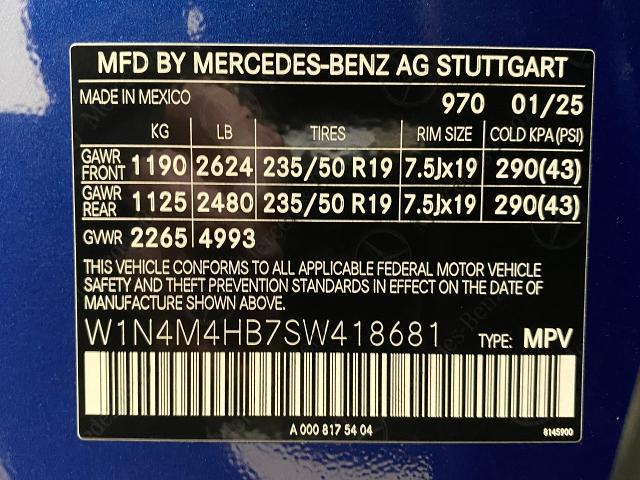 MFD BY MERCEDES-BENZ AG STUTTGART
MADE IN MEXICO 970 01/25
KG LB TIRES RIM SIZE COLD KPA (PSI)
GAWR FRONT 1190 2624 235/50 R19 7.5Jx19 290(43)
GAWR REAR 1125 2480 235/50 R19 7.5Jx19 290(43)
GVWR 2265 4993
THIS VEHICLE CONFORMS TO ALL APPLICABLE FEDERAL MOTOR VEHICLE
SAFETY AND THEFT PREVENTION STANDARDS IN EFFECT ON THE DATE OF
MANUFACTURE SHOWN ABOVE.
W1N4M4HB7SW418681 TYPE: MPV
A 000 817 54 04
8145900